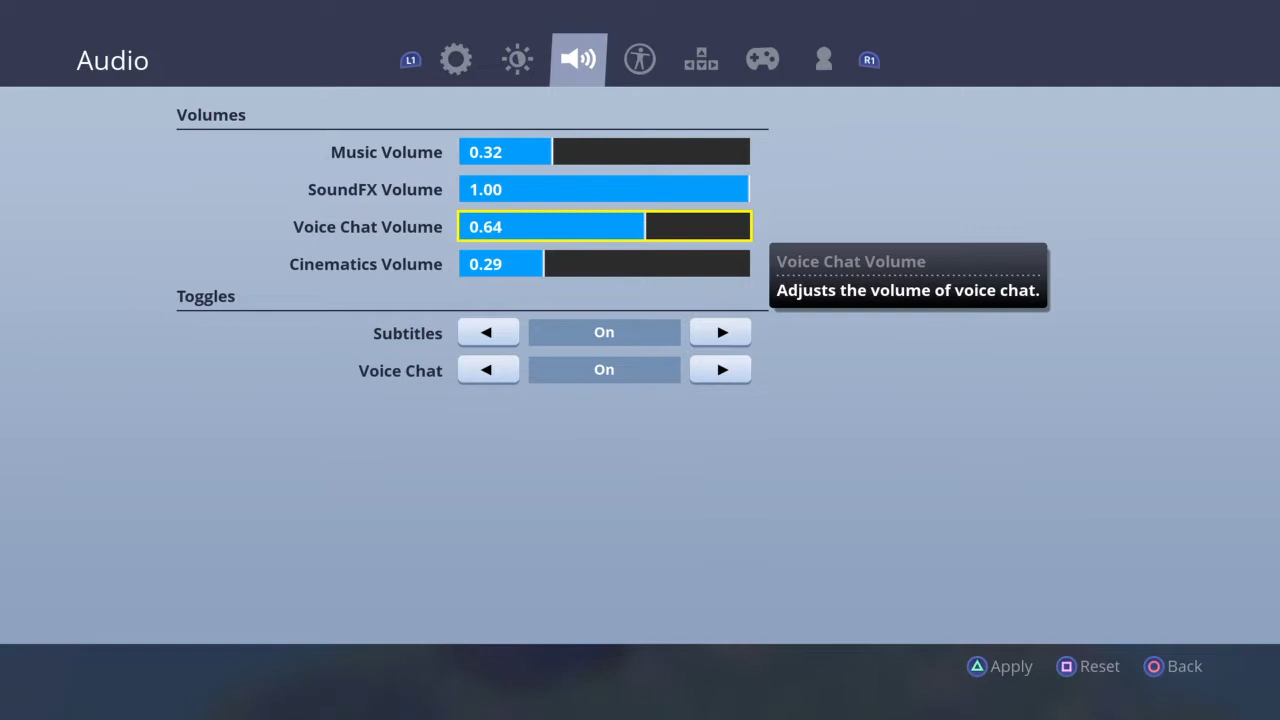 Audio
L1
R1
Volumes
Music Volume 0.32
SoundFX Volume 1.00
Voice Chat Volume 0.64
Cinematics Volume 0.29
Voice Chat Volume
Adjusts the volume of voice chat.
Toggles
Subtitles On
Voice Chat On
Apply Reset Back